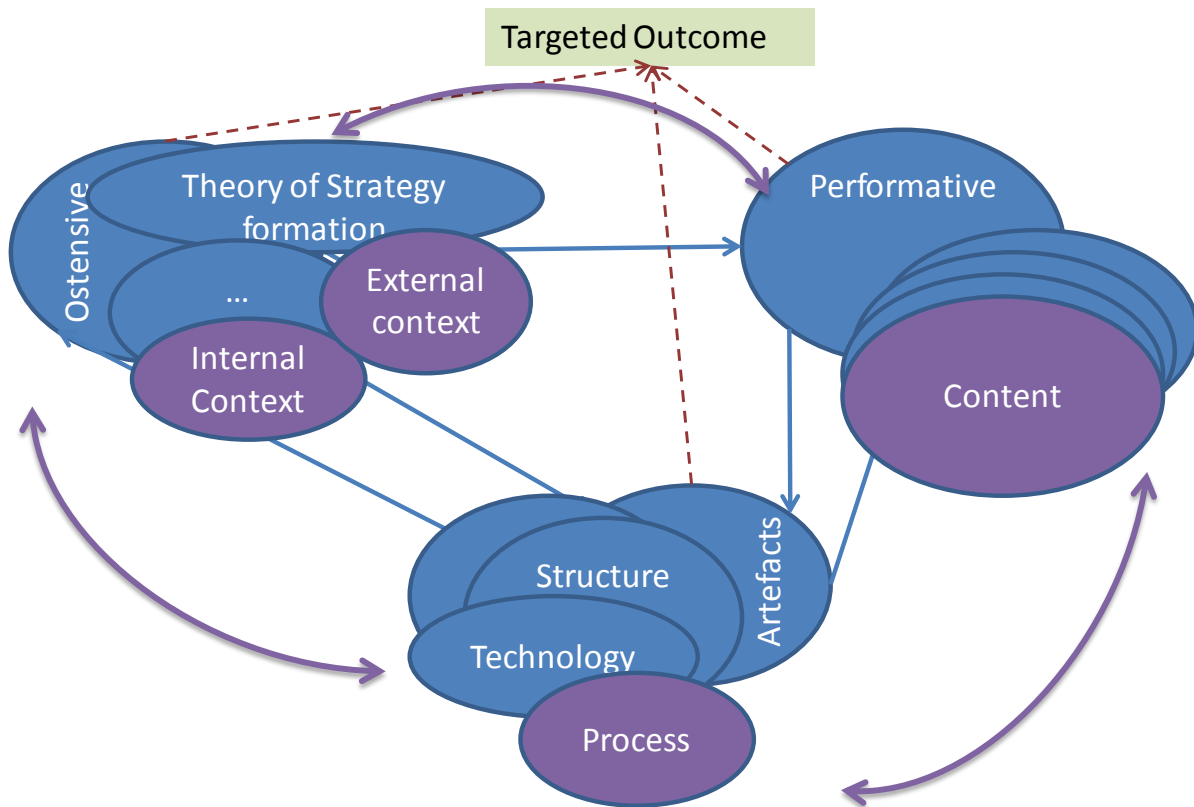 Targeted Outcome
Ostensive
Theory of Strategy
formation
Performative
...
External
context
Internal
Context
Content
Structure
Artefacts
Technology
Process